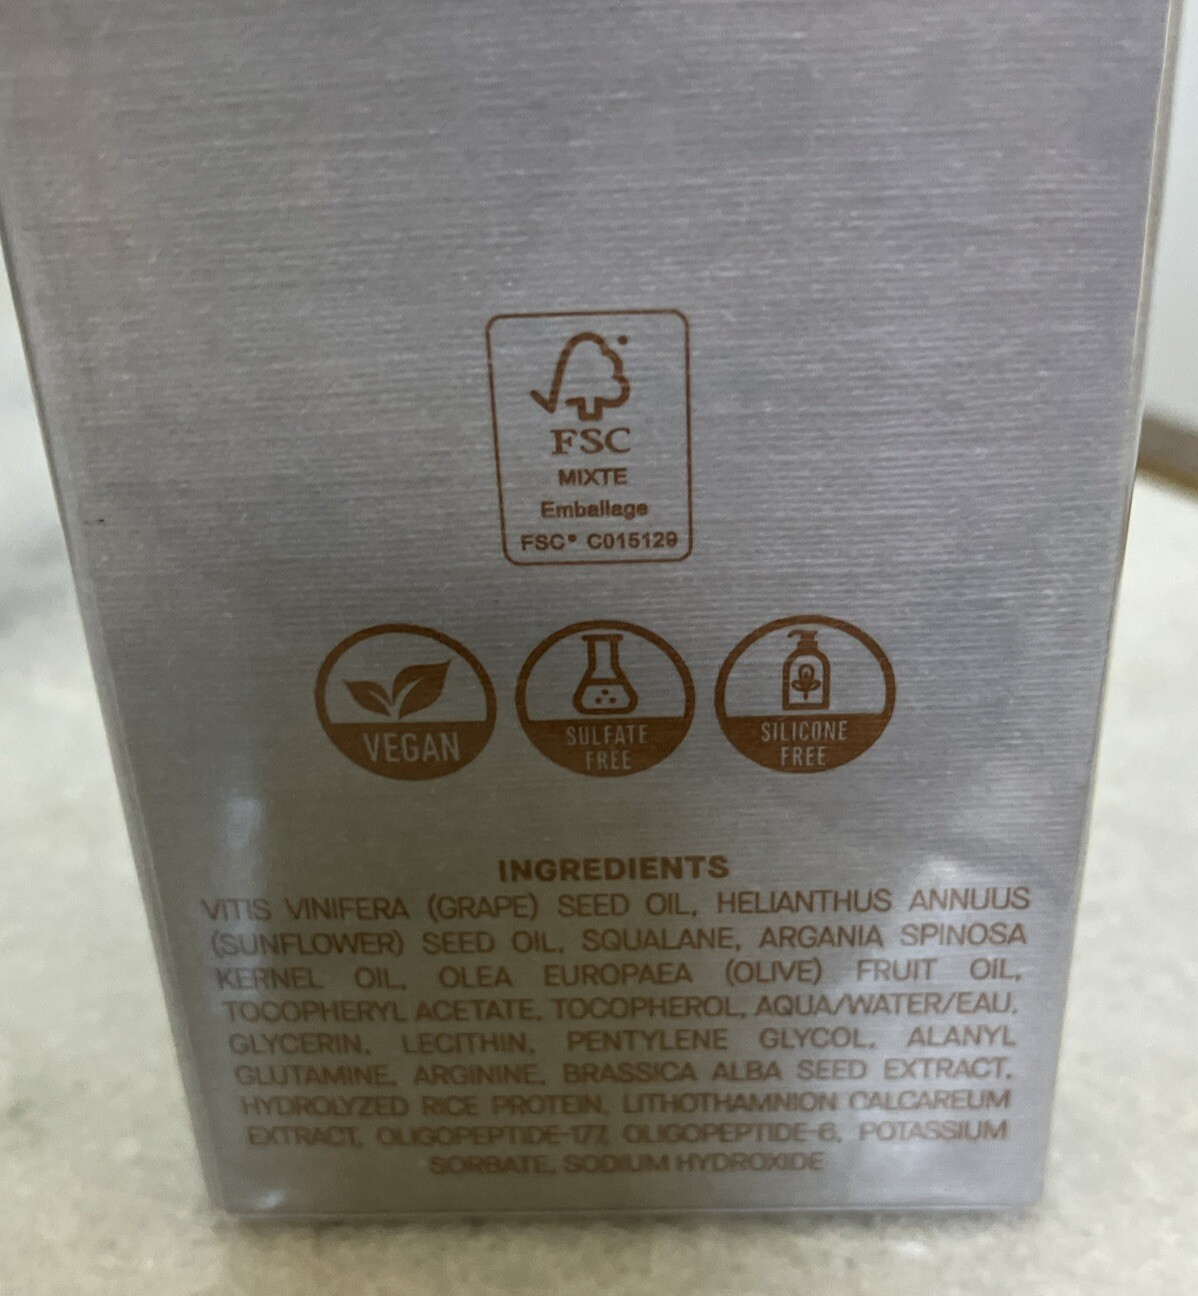 FSC
MIXTE
Emballage
FSC® C015129
VEGAN
SULFATE
FREE
SILICONE
FREE
INGREDIENTS
VITIS VINIFERA (GRAPE) SEED OIL, HELIANTHUS ANNUUS
(SUNFLOWER) SEED OIL, SQUALANE, ARGANIA SPINOSA
KERNEL OIL, OLEA EUROPAEA (OLIVE) FRUIT OIL,
TOCOPHERYL ACETATE, TOCOPHEROL, AQUA/WATER/EAU,
GLYCERIN, LECITHIN, PENTYLENE GLYCOL, ALANYL
GLUTAMINE, ARGININE, BRASSICA ALBA SEED EXTRACT,
HYDROLYZED RICE PROTEIN, LITHOTHAMNION CALCAREUM
EXTRACT, OLIGOPEPTIDE-177, OLIGOPEPTIDE-6, POTASSIUM
SORBATE, SODIUM HYDROXIDE